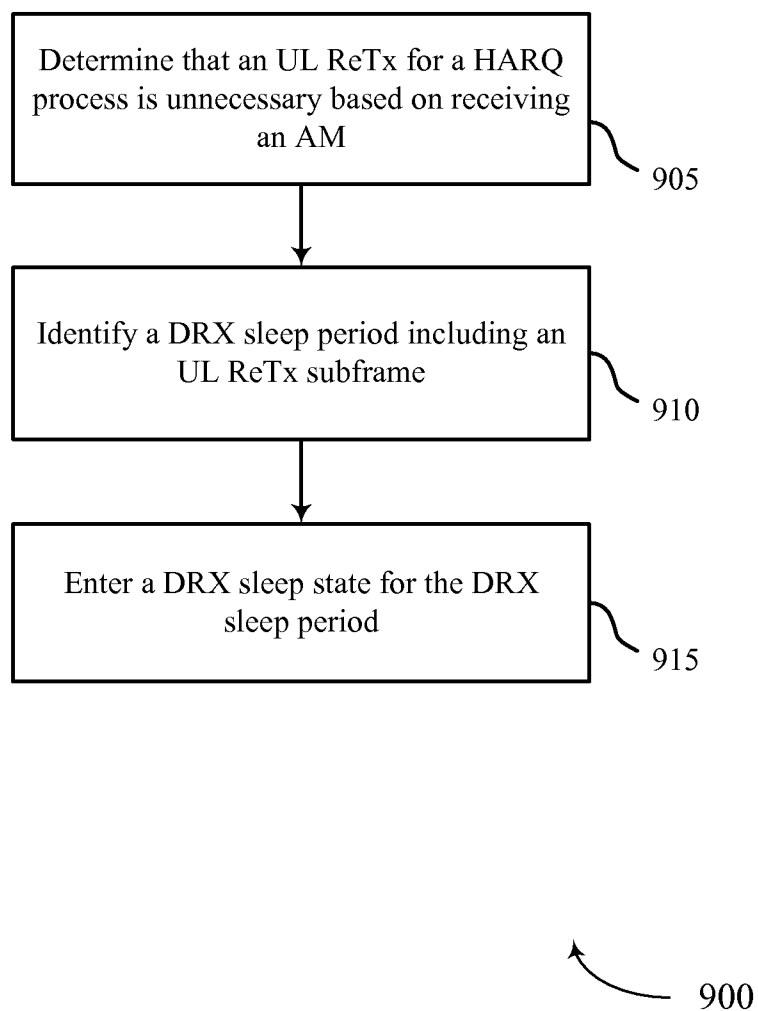 Determine that an UL ReTx for a HARQ
process is unnecessary based on receiving
an AM
905
Identify a DRX sleep period including an
UL ReTx subframe
910
Enter a DRX sleep state for the DRX
sleep period
915
900